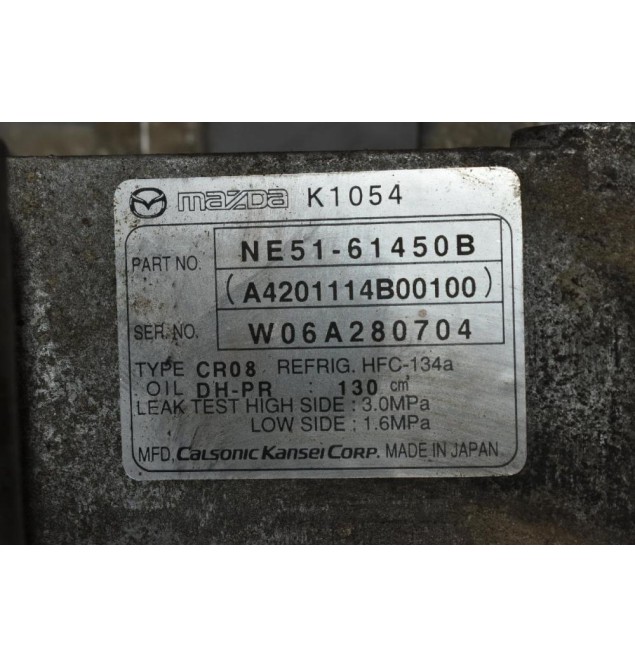 mazda K1054
PART NO. NE51-61450B
(A4201114B00100)
SER. NO. W06A280704
TYPE CR08 REFRIG. HFC-134a
OIL DH-PR : 130 cm³
LEAK TEST HIGH SIDE : 3.0MPa
LOW SIDE : 1.6MPa
MFD. CALSONIC KANSEI CORP. MADE IN JAPAN